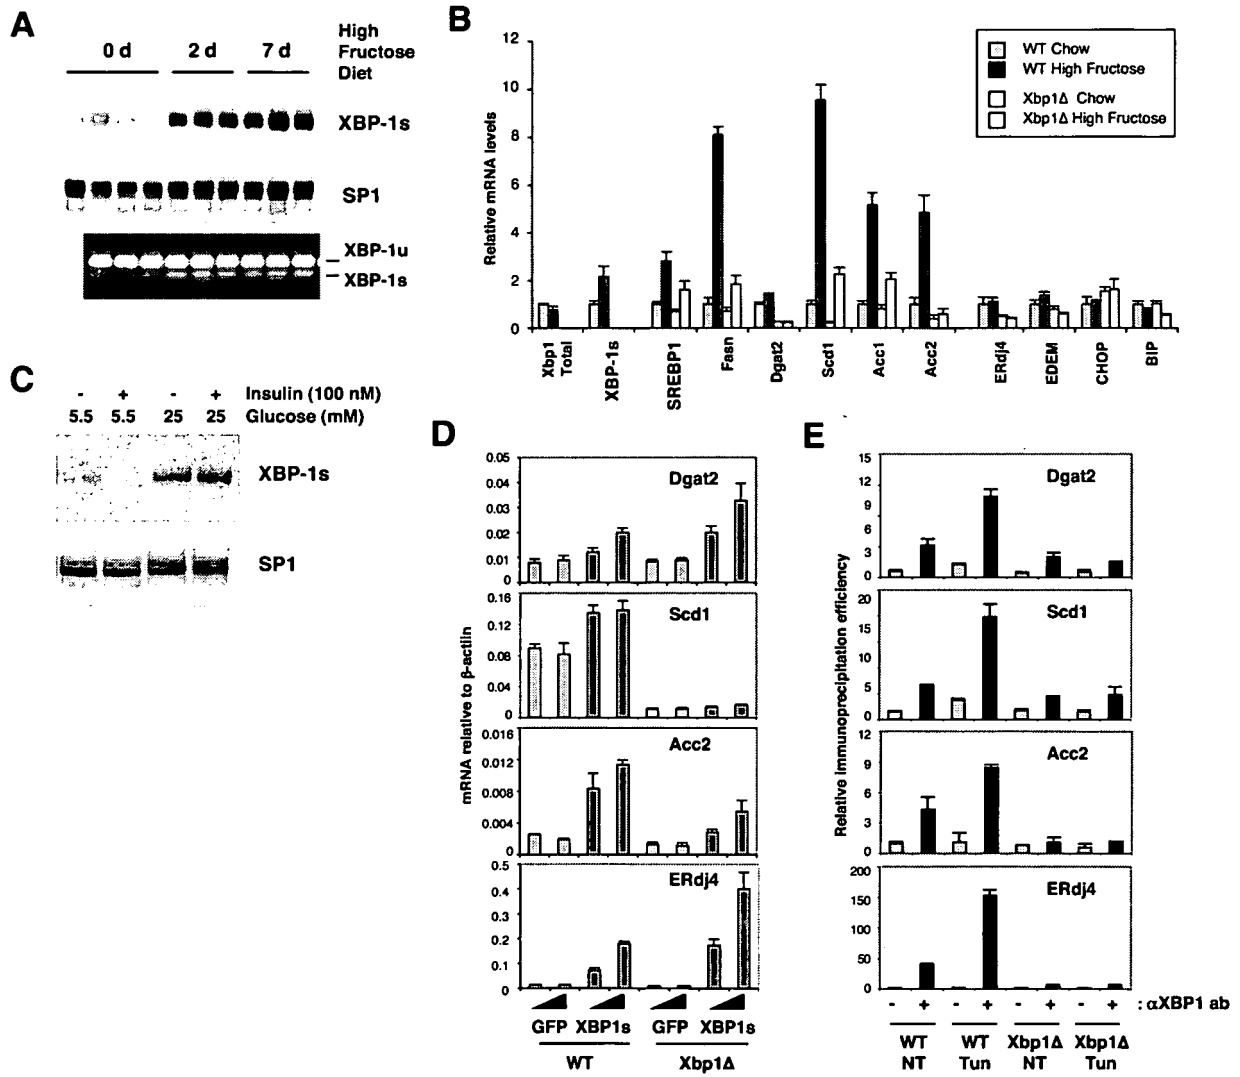 A
0 d
2 d
7 d
High
Fructose
Diet
XBP-1s
SP1
XBP-1u
XBP-1s
B
Relative mRNA levels
12
10
8
6
4
2
0
WT Chow
WT High Fructose
Xbp1Δ Chow
Xbp1Δ High Fructose
Xbp1 Total
XBP-1s
SREBP1
Fasn
Dgat2
Scd1
Acc1
Acc2
ERdj4
EDEM
CHOP
BIP
C
- + - + Insulin (100 nM)
5.5 5.5 25 25 Glucose (mM)
XBP-1s
SP1
D
mRNA relative to β-actiin
0.05
0.04
0.03
0.02
0.01
0
Dgat2
0.16
0.12
0.08
0.04
0
Scd1
0.016
0.012
0.008
0.004
0
Acc2
0.5
0.4
0.3
0.2
0.1
0
ERdj4
GFP XBP1s GFP XBP1s
WT Xbp1Δ
E
Relative immunoprecipitation efficiency
15
12
9
6
3
0
Dgat2
20
15
10
5
0
Scd1
12
9
6
3
0
Acc2
200
150
100
50
0
ERdj4
- + - + - + - + : αXBP1 ab
WT WT Xbp1Δ Xbp1Δ
NT Tun NT Tun